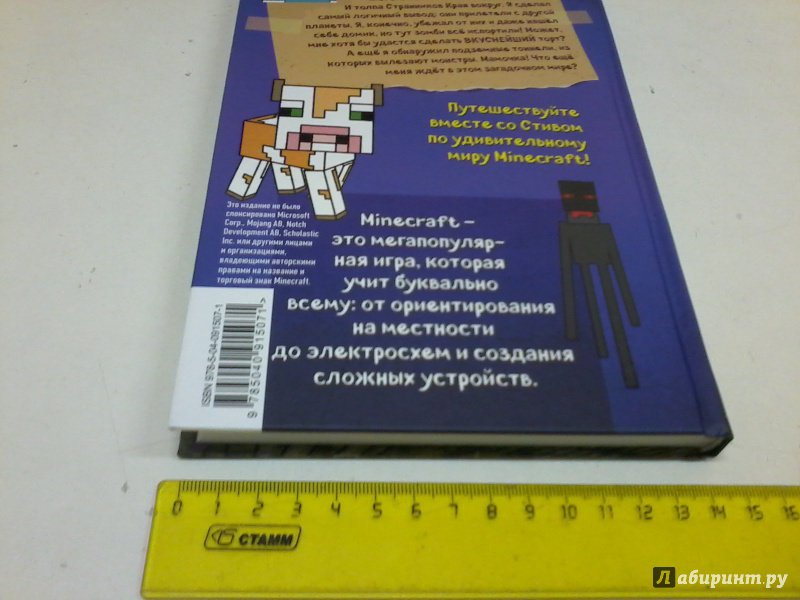 И толпа Странников Края вокруг. Я сделал
самый логичный вывод: они прилетели с другой
планеты. Я, конечно, убежал от них и даже нашёл
себе домик, но тут зомби всё испортили! Может,
мне хотя бы удастся сделать ВКУСНЕЙШИЙ торт?
А ещё я обнаружил подземные тоннели, из
которых вылезают монстры. Мамочка! Что ещё
меня ждёт в этом загадочном мире?
Путешествуйте
вместе со Стивом
по удивительному
миру Minecraft!
Это издание не было
спонсировано Microsoft
Corp., Mojang AB, Notch
Development AB, Scholastic
Inc. или другими лицами
и организациями,
владеющими авторскими
правами на название и
торговый знак Minecraft.
Minecraft –
это мегапопуляр-
ная игра, которая
учит буквально
всему: от ориентирования
на местности
до электросхем и создания
сложных устройств.
ISBN 978-5-04-091507-1
9 785040 915071 >
0 1 2 3 4 5 6 7 8 9 10 11 12 13 14 15 16
СТАММ
Лабиринт.ру